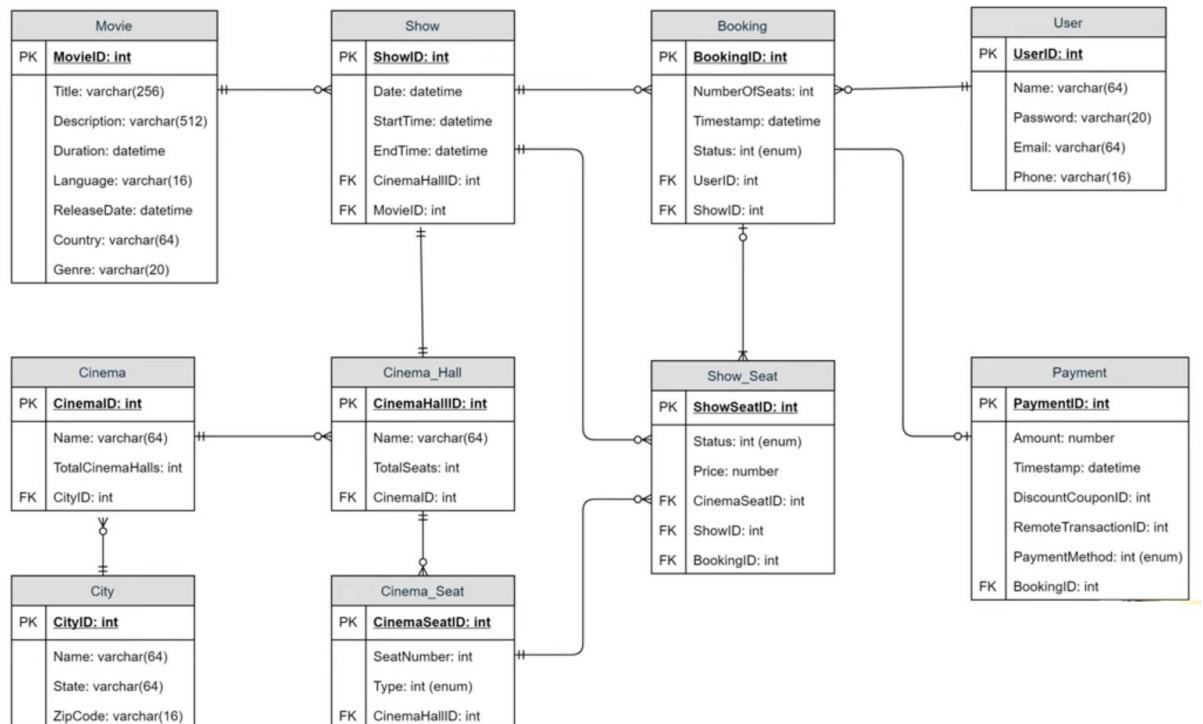 Movie
PK MovieID: int
Title: varchar(256)
Description: varchar(512)
Duration: datetime
Language: varchar(16)
ReleaseDate: datetime
Country: varchar(64)
Genre: varchar(20)
Show
PK ShowID: int
Date: datetime
StartTime: datetime
EndTime: datetime
FK CinemaHallID: int
FK MovieID: int
Booking
PK BookingID: int
NumberOfSeats: int
Timestamp: datetime
Status: int (enum)
FK UserID: int
FK ShowID: int
User
PK UserID: int
Name: varchar(64)
Password: varchar(20)
Email: varchar(64)
Phone: varchar(16)
Cinema
PK CinemaID: int
Name: varchar(64)
TotalCinemaHalls: int
FK CityID: int
Cinema_Hall
PK CinemaHallID: int
Name: varchar(64)
TotalSeats: int
FK CinemaID: int
Show_Seat
PK ShowSeatID: int
Status: int (enum)
Price: number
FK CinemaSeatID: int
FK ShowID: int
FK BookingID: int
Payment
PK PaymentID: int
Amount: number
Timestamp: datetime
DiscountCouponID: int
RemoteTransactionID: int
PaymentMethod: int (enum)
FK BookingID: int
City
PK CityID: int
Name: varchar(64)
State: varchar(64)
ZipCode: varchar(16)
Cinema_Seat
PK CinemaSeatID: int
SeatNumber: int
Type: int (enum)
FK CinemaHallID: int